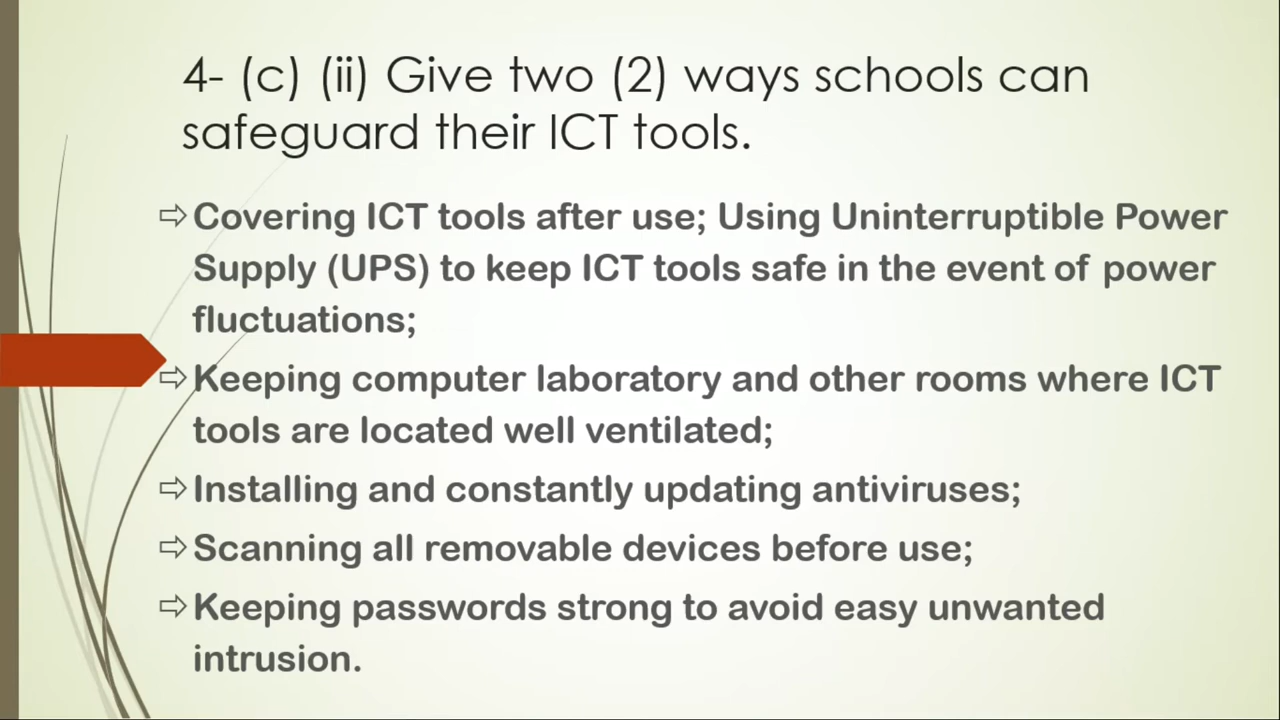 4- (c) (ii) Give two (2) ways schools can
safeguard their ICT tools.
⇨Covering ICT tools after use; Using Uninterruptible Power
Supply (UPS) to keep ICT tools safe in the event of power
fluctuations;
⇨Keeping computer laboratory and other rooms where ICT
tools are located well ventilated;
⇨Installing and constantly updating antiviruses;
⇨Scanning all removable devices before use;
⇨Keeping passwords strong to avoid easy unwanted
intrusion.